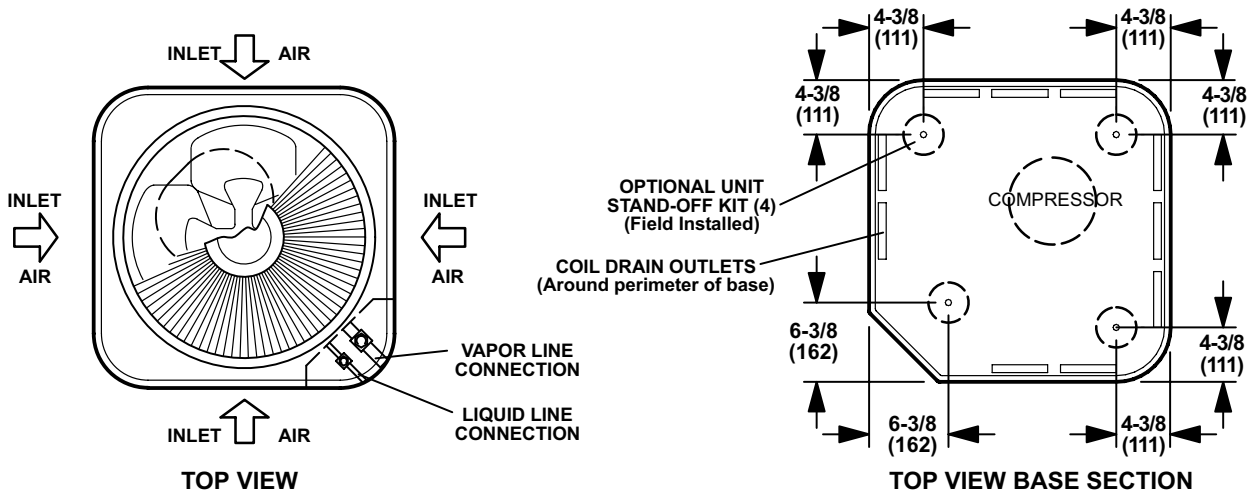 INLET AIR
INLET
AIR
INLET
AIR
VAPOR LINE
CONNECTION
LIQUID LINE
CONNECTION
INLET AIR
TOP VIEW
4-3/8
(111)
4-3/8
(111)
4-3/8
(111)
4-3/8
(111)
OPTIONAL UNIT
STAND-OFF KIT (4)
(Field Installed)
COMPRESSOR
COIL DRAIN OUTLETS
(Around perimeter of base)
6-3/8
(162)
4-3/8
(111)
6-3/8
(162)
4-3/8
(111)
TOP VIEW BASE SECTION